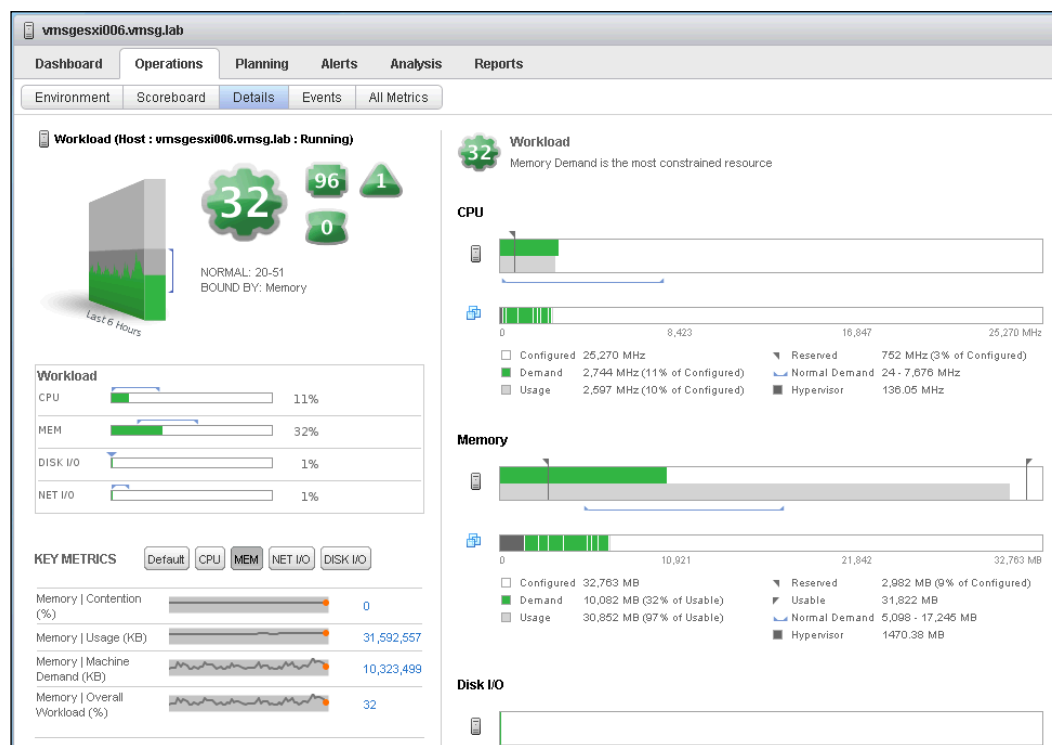 vmsgesxi006.vmsg.lab
Dashboard Operations Planning Alerts Analysis Reports
Environment Scoreboard Details Events All Metrics
Workload (Host : vmsgesxi006.vmsg.lab : Running)
32
96
1
0
NORMAL: 20-51
BOUND BY: Memory
Last 6 Hours
Workload
CPU 11%
MEM 32%
DISK I/O 1%
NET I/O 1%
KEY METRICS Default CPU MEM NET I/O DISK I/O
Memory | Contention
(%)
0
Memory | Usage (KB) 31,592,557
Memory | Machine
Demand (KB)
10,323,499
Memory | Overall
Workload (%)
32
32
Workload
Memory Demand is the most constrained resource
CPU
0 8,423 16,847 25,270 MHz
Configured 25,270 MHz Reserved 752 MHz (3% of Configured)
Demand 2,744 MHz (11% of Configured) Normal Demand 24 - 7,676 MHz
Usage 2,597 MHz (10% of Configured) Hypervisor 136.05 MHz
Memory
0 10,921 21,842 32,763 MB
Configured 32,763 MB Reserved 2,982 MB (9% of Configured)
Demand 10,082 MB (32% of Usable) Usable 31,822 MB
Usage 30,852 MB (97% of Usable) Normal Demand 5,098 - 17,245 MB
Hypervisor 1470.38 MB
Disk I/O